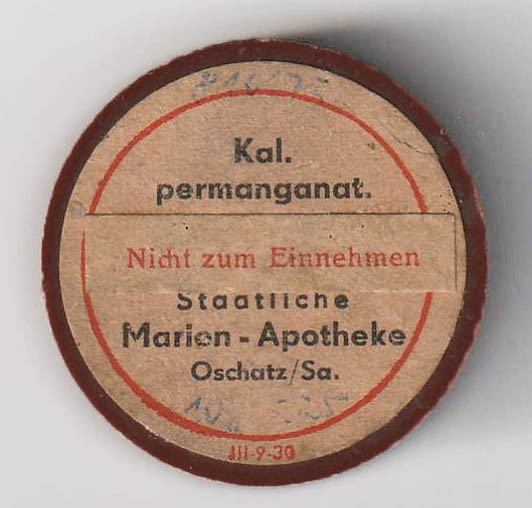 Kal.
permanganat.
Nicht zum Einnehmen
Staatliche
Marien - Apotheke
Oschatz/Sa.
III-9-30